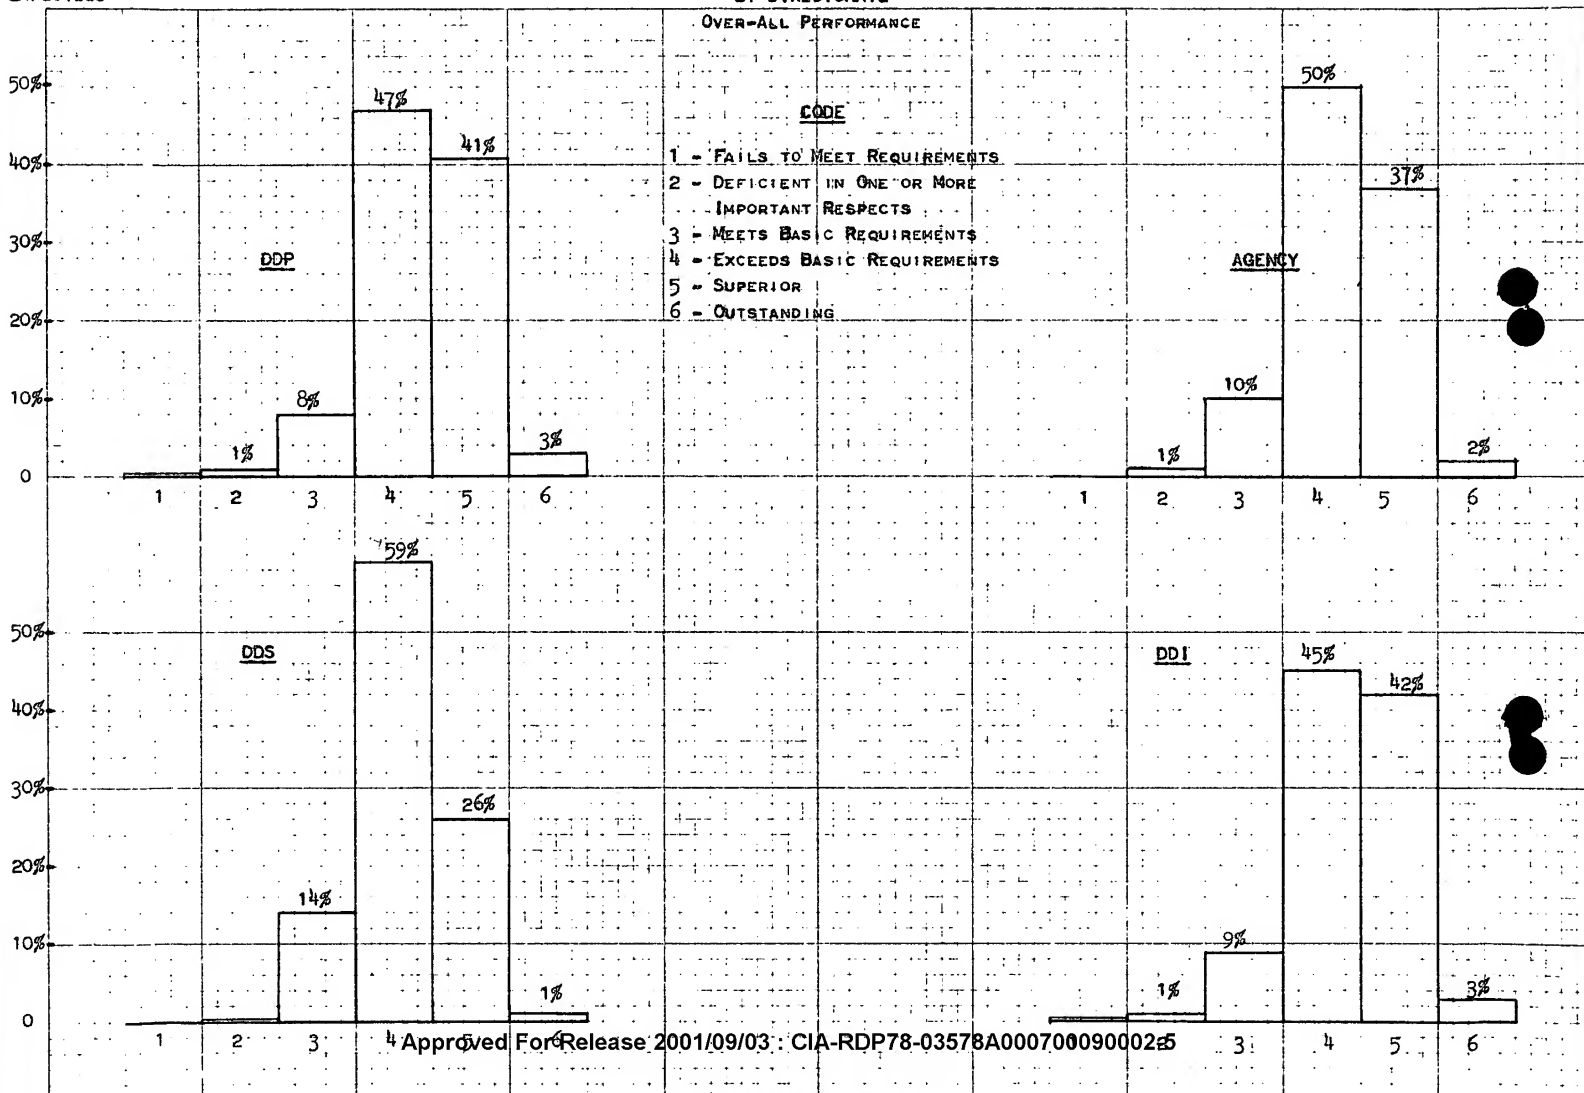 OVER-ALL PERFORMANCE
50%
40%
30%
20%
10%
0
DDP
1%
8%
47%
41%
3%
1 2 3 4 5 6
CODE
1 - FAILS TO MEET REQUIREMENTS
2 - DEFICIENT IN ONE OR MORE
IMPORTANT RESPECTS
3 - MEETS BASIC REQUIREMENTS
4 - EXCEEDS BASIC REQUIREMENTS
5 - SUPERIOR
6 - OUTSTANDING
AGENCY
1%
10%
50%
37%
2%
1 2 3 4 5 6
50%
40%
30%
20%
10%
0
DDS
14%
59%
26%
1%
1 2 3 4 5 6
DDI
1%
9%
45%
42%
3%
3 4 5 6
Approved For Release 2001/09/03 : CIA-RDP78-03578A000700090002-5